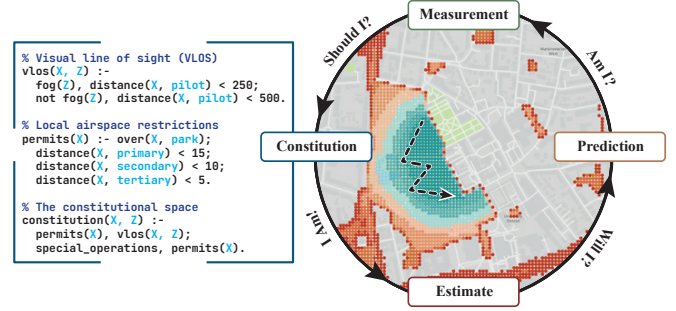 % Visual line of sight (VLOS)
vlos(X, Z) :-
fog(Z), distance(X, pilot) < 250;
not fog(Z), distance(X, pilot) < 500.
% Local airspace restrictions
permits(X) :- over(X, park);
distance(X, primary) < 15;
distance(X, secondary) < 10;
distance(X, tertiary) < 5.
% The constitutional space
constitution(X, Z) :-
permits(X), vlos(X, Z);
special_operations, permits(X).
Measurement
Should I?
Am I?
Constitution
Prediction
I Am!
Will I?
Estimate